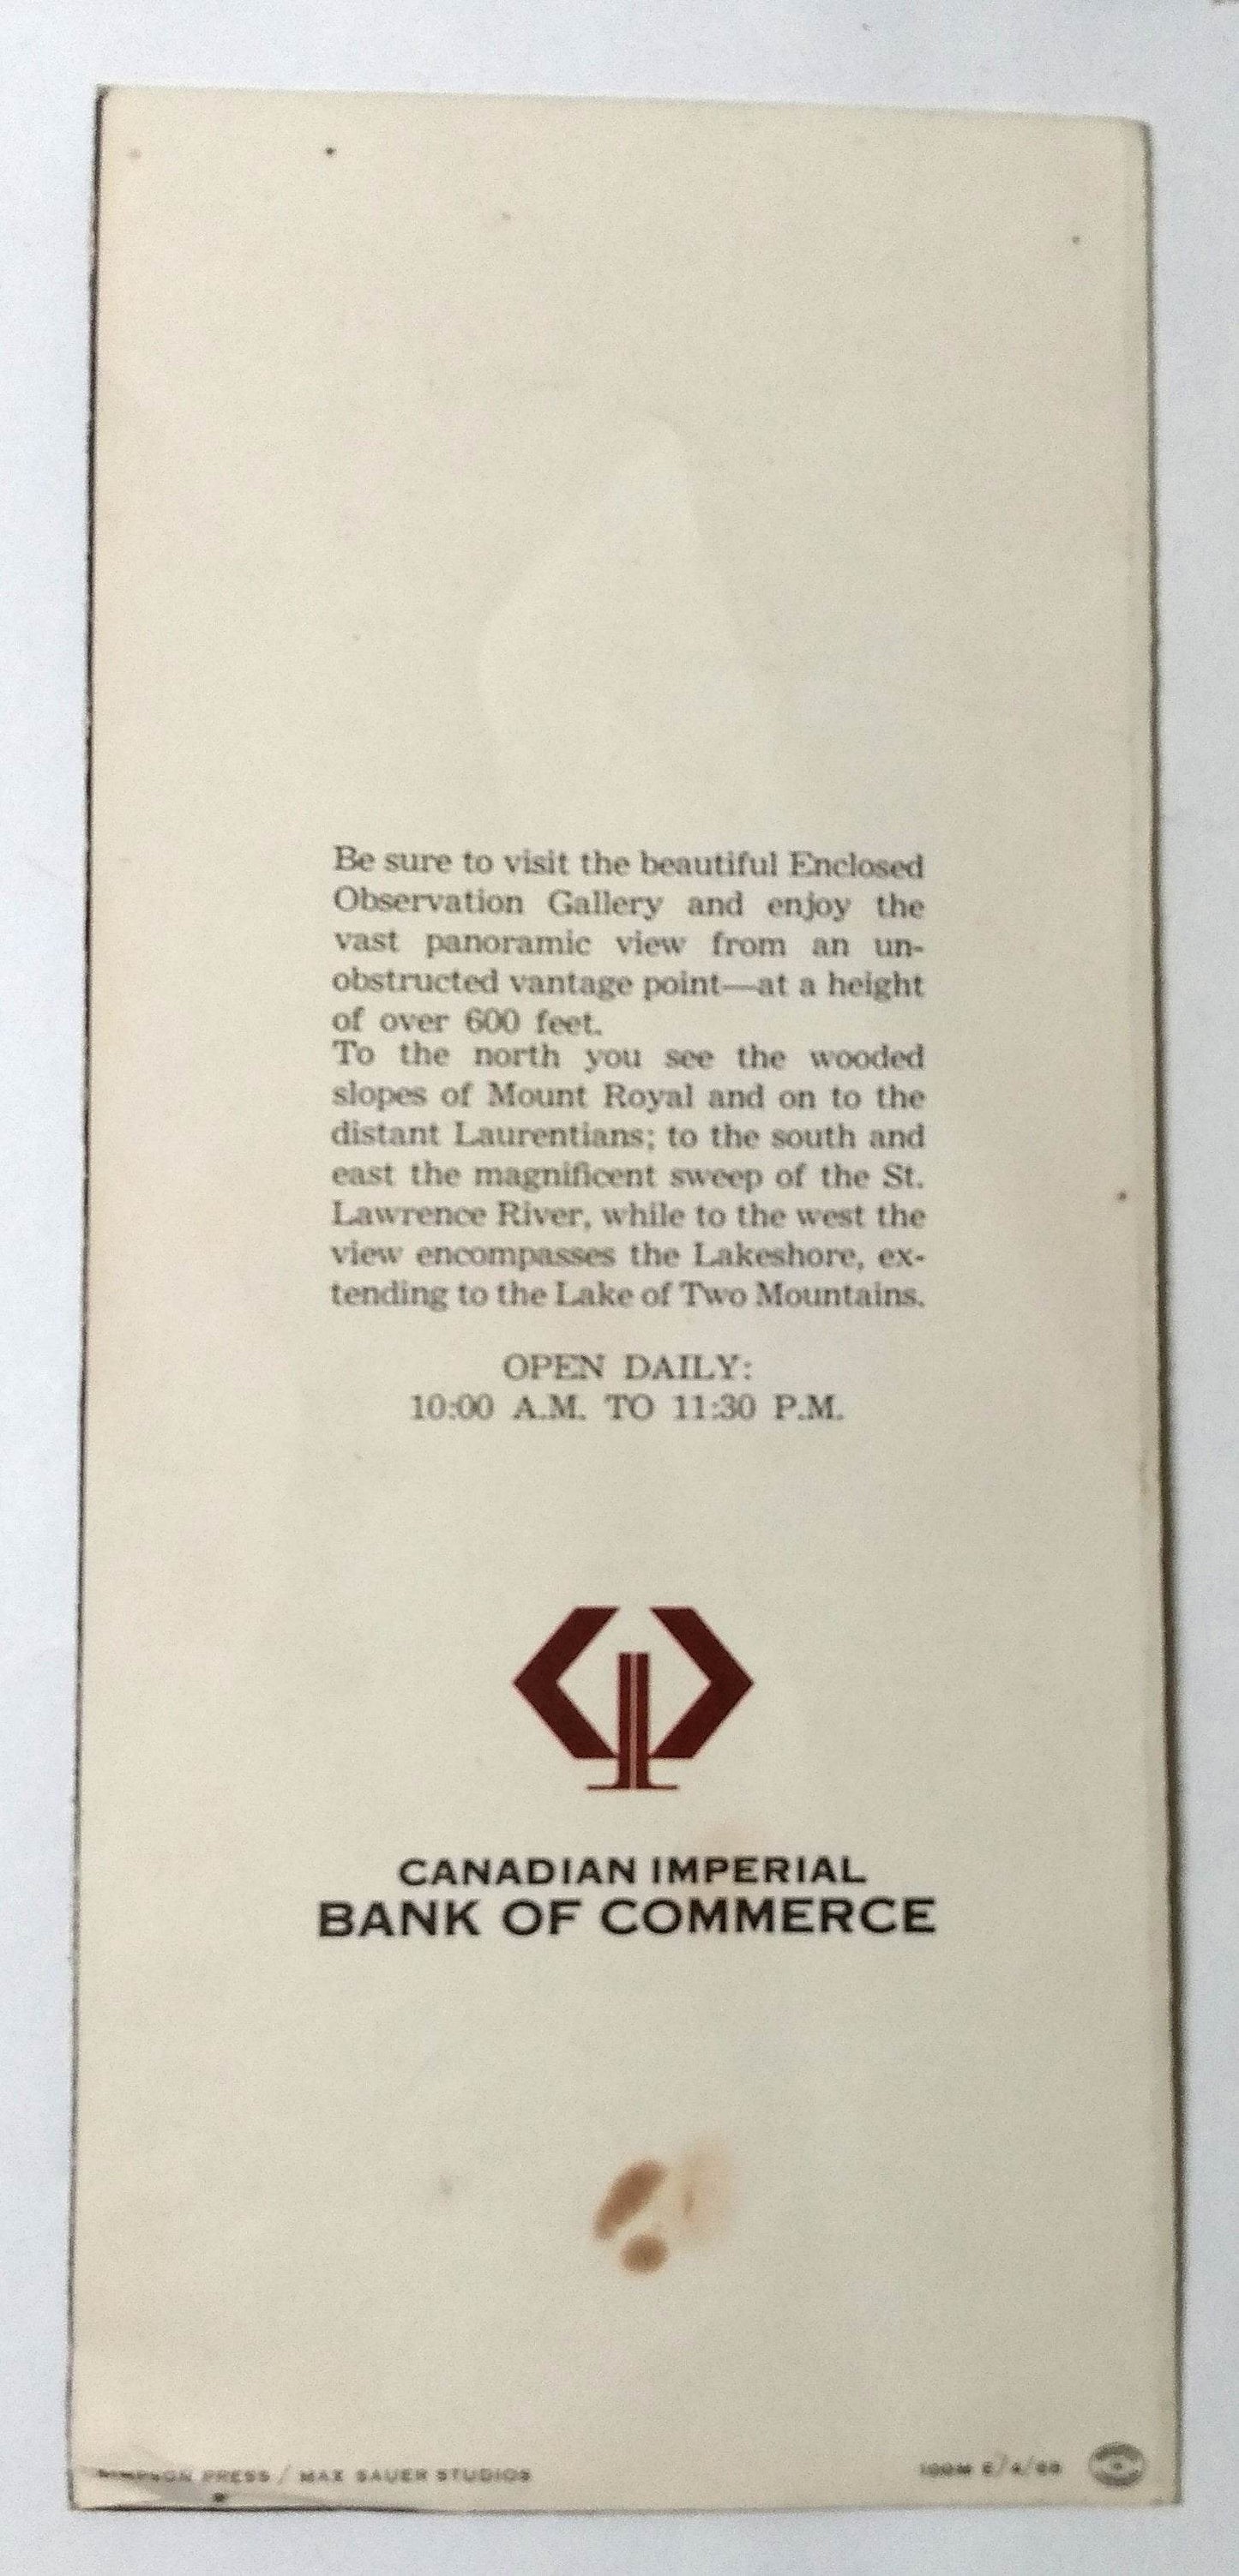 Be sure to visit the beautiful Enclosed
Observation Gallery and enjoy the
vast panoramic view from an un-
obstructed vantage point—at a height
of over 600 feet.
To the north you see the wooded
slopes of Mount Royal and on to the
distant Laurentians; to the south and
east the magnificent sweep of the St.
Lawrence River, while to the west the
view encompasses the Lakeshore, ex-
tending to the Lake of Two Mountains.
OPEN DAILY:
10:00 A.M. TO 11:30 P.M.
CANADIAN IMPERIAL
BANK OF COMMERCE
PRESS / MAX SAUER STUDIOS
100M